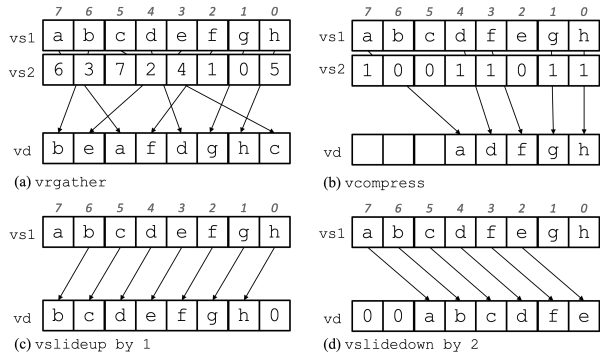 7 6 5 4 3 2 1 0
vs1 a b c d e f g h
vs2 6 3 7 2 4 1 0 5
vd b e a f d g h c
(a) vrgather
7 6 5 4 3 2 1 0
vs1 a b c d f e g h
vs2 1 0 0 1 1 0 1 1
vd a d f g h
(b) vcompress
7 6 5 4 3 2 1 0
vs1 a b c d e f g h
vd b c d e f g h 0
(c) vslideup by 1
7 6 5 4 3 2 1 0
vs1 a b c d f e g h
vd 0 0 a b c d f e
(d) vslidedown by 2